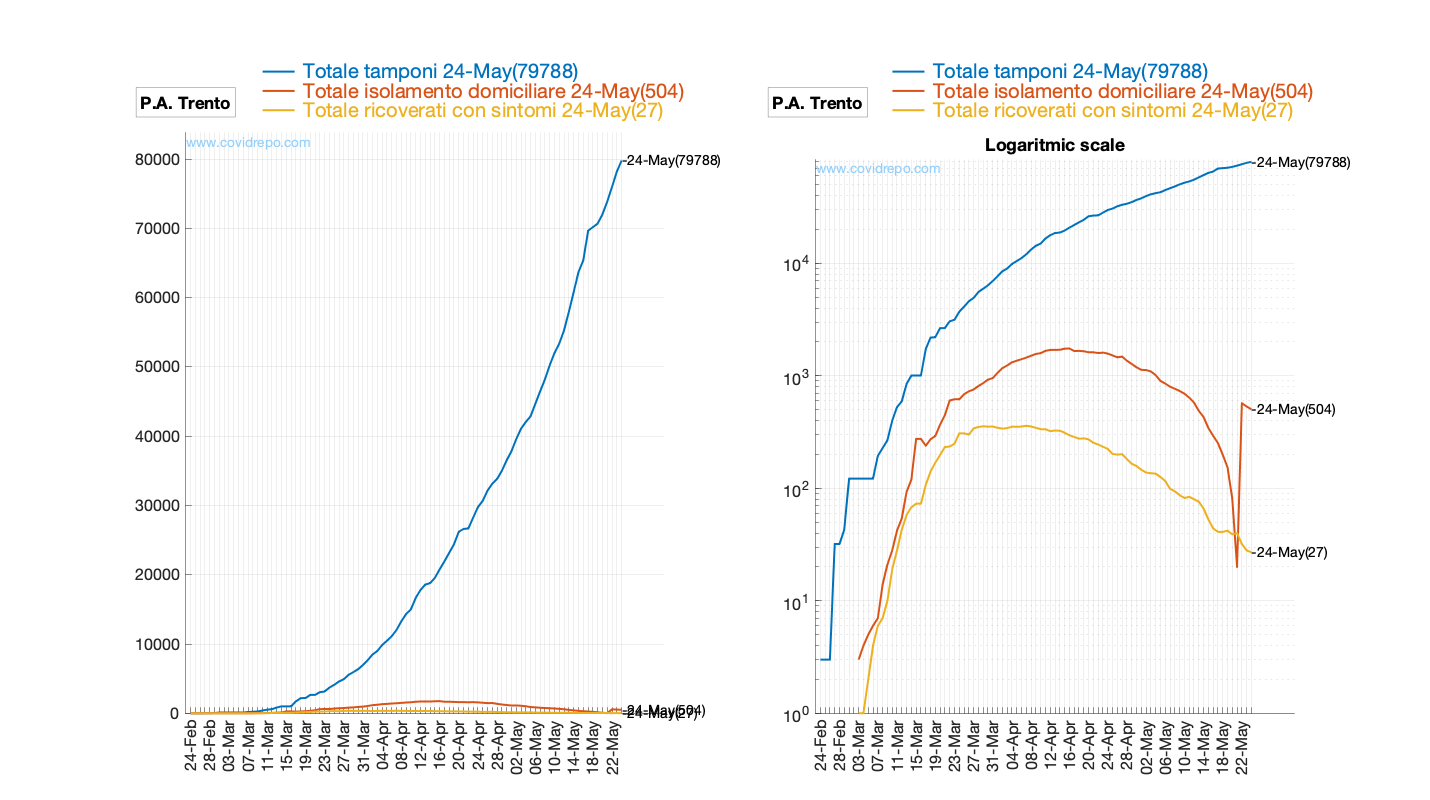 Totale tamponi 24-May(79788)
Totale isolamento domiciliare 24-May(504)
Totale ricoverati con sintomi 24-May(27)
P.A. Trento
www.covidrepo.com
80000
70000
60000
50000
40000
30000
20000
10000
0
-24-May(79788)
-24-May(504)
-24-May(27)
24-Feb
28-Feb
03-Mar
07-Mar
11-Mar
15-Mar
19-Mar
23-Mar
27-Mar
31-Mar
04-Apr
08-Apr
12-Apr
16-Apr
20-Apr
24-Apr
28-Apr
02-May
06-May
10-May
14-May
18-May
22-May
Totale tamponi 24-May(79788)
Totale isolamento domiciliare 24-May(504)
Totale ricoverati con sintomi 24-May(27)
P.A. Trento
Logaritmic scale
www.covidrepo.com
10^4
10^3
10^2
10^1
10^0
-24-May(79788)
-24-May(504)
-24-May(27)
24-Feb
28-Feb
03-Mar
07-Mar
11-Mar
15-Mar
19-Mar
23-Mar
27-Mar
31-Mar
04-Apr
08-Apr
12-Apr
16-Apr
20-Apr
24-Apr
28-Apr
02-May
06-May
10-May
14-May
18-May
22-May